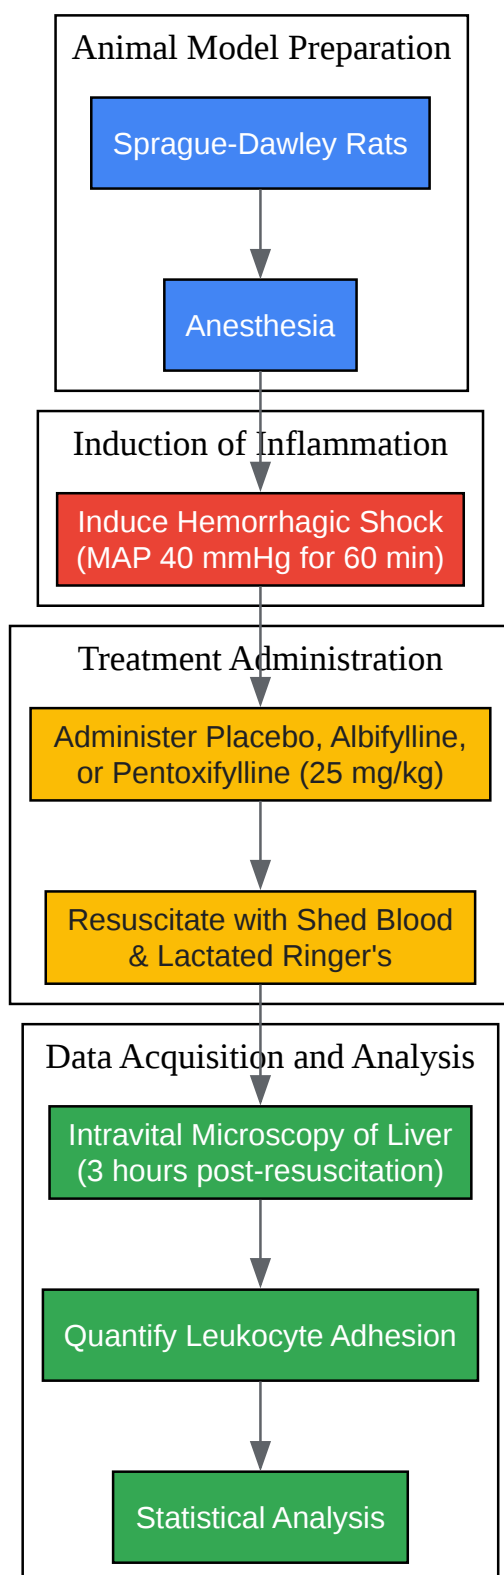 Animal Model Preparation
Sprague-Dawley Rats
Anesthesia
Induction of Inflammation
Induce Hemorrhagic Shock
(MAP 40 mmHg for 60 min)
Treatment Administration
Administer Placebo, Albifylline,
or Pentoxifylline (25 mg/kg)
Resuscitate with Shed Blood
& Lactated Ringer's
Data Acquisition and Analysis
Intravital Microscopy of Liver
(3 hours post-resuscitation)
Quantify Leukocyte Adhesion
Statistical Analysis